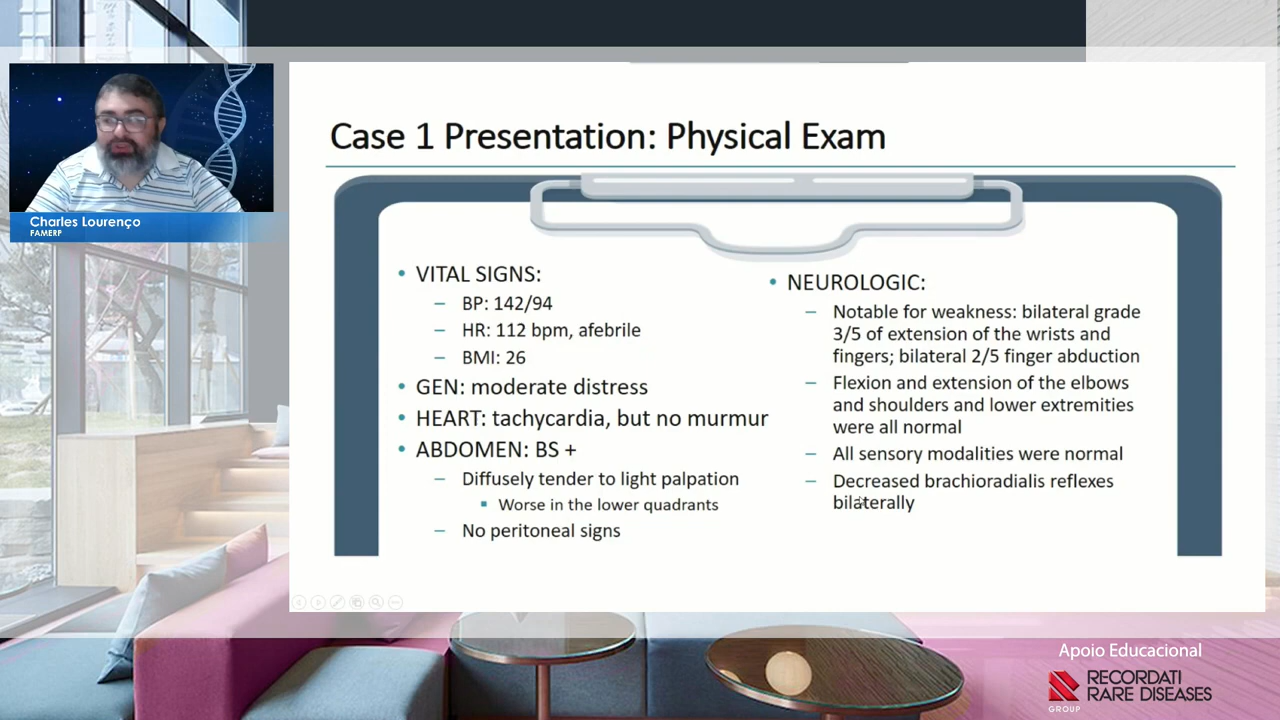 Charles Lourenço
FAMERP
Case 1 Presentation: Physical Exam
• VITAL SIGNS:
– BP: 142/94
– HR: 112 bpm, afebrile
– BMI: 26
• GEN: moderate distress
• HEART: tachycardia, but no murmur
• ABDOMEN: BS +
– Diffusely tender to light palpation
▪ Worse in the lower quadrants
– No peritoneal signs
• NEUROLOGIC:
– Notable for weakness: bilateral grade
3/5 of extension of the wrists and
fingers; bilateral 2/5 finger abduction
– Flexion and extension of the elbows
and shoulders and lower extremities
were all normal
– All sensory modalities were normal
– Decreased brachioradialis reflexes
bilaterally
Apoio Educacional
RECORDATI
RARE DISEASES
GROUP